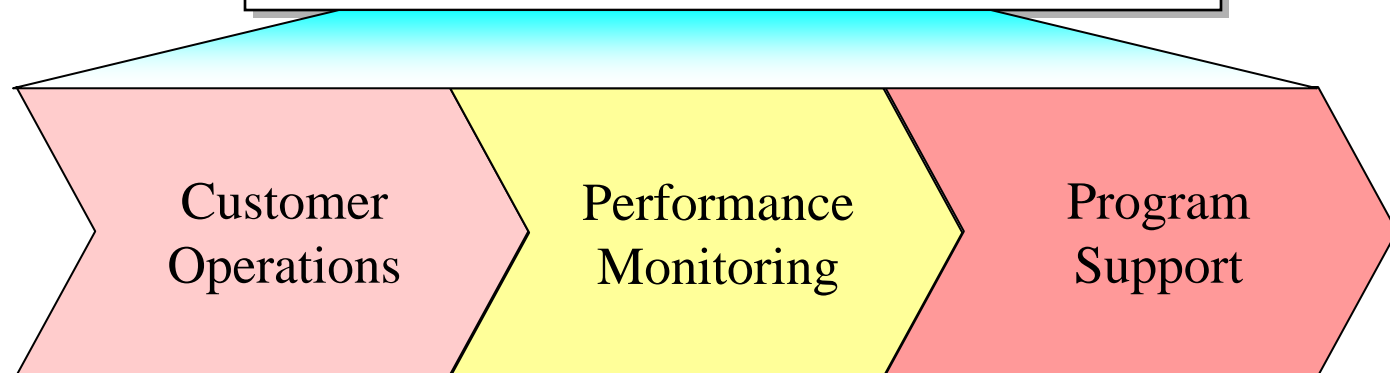 Customer
Operations
Performance
Monitoring
Program
Support